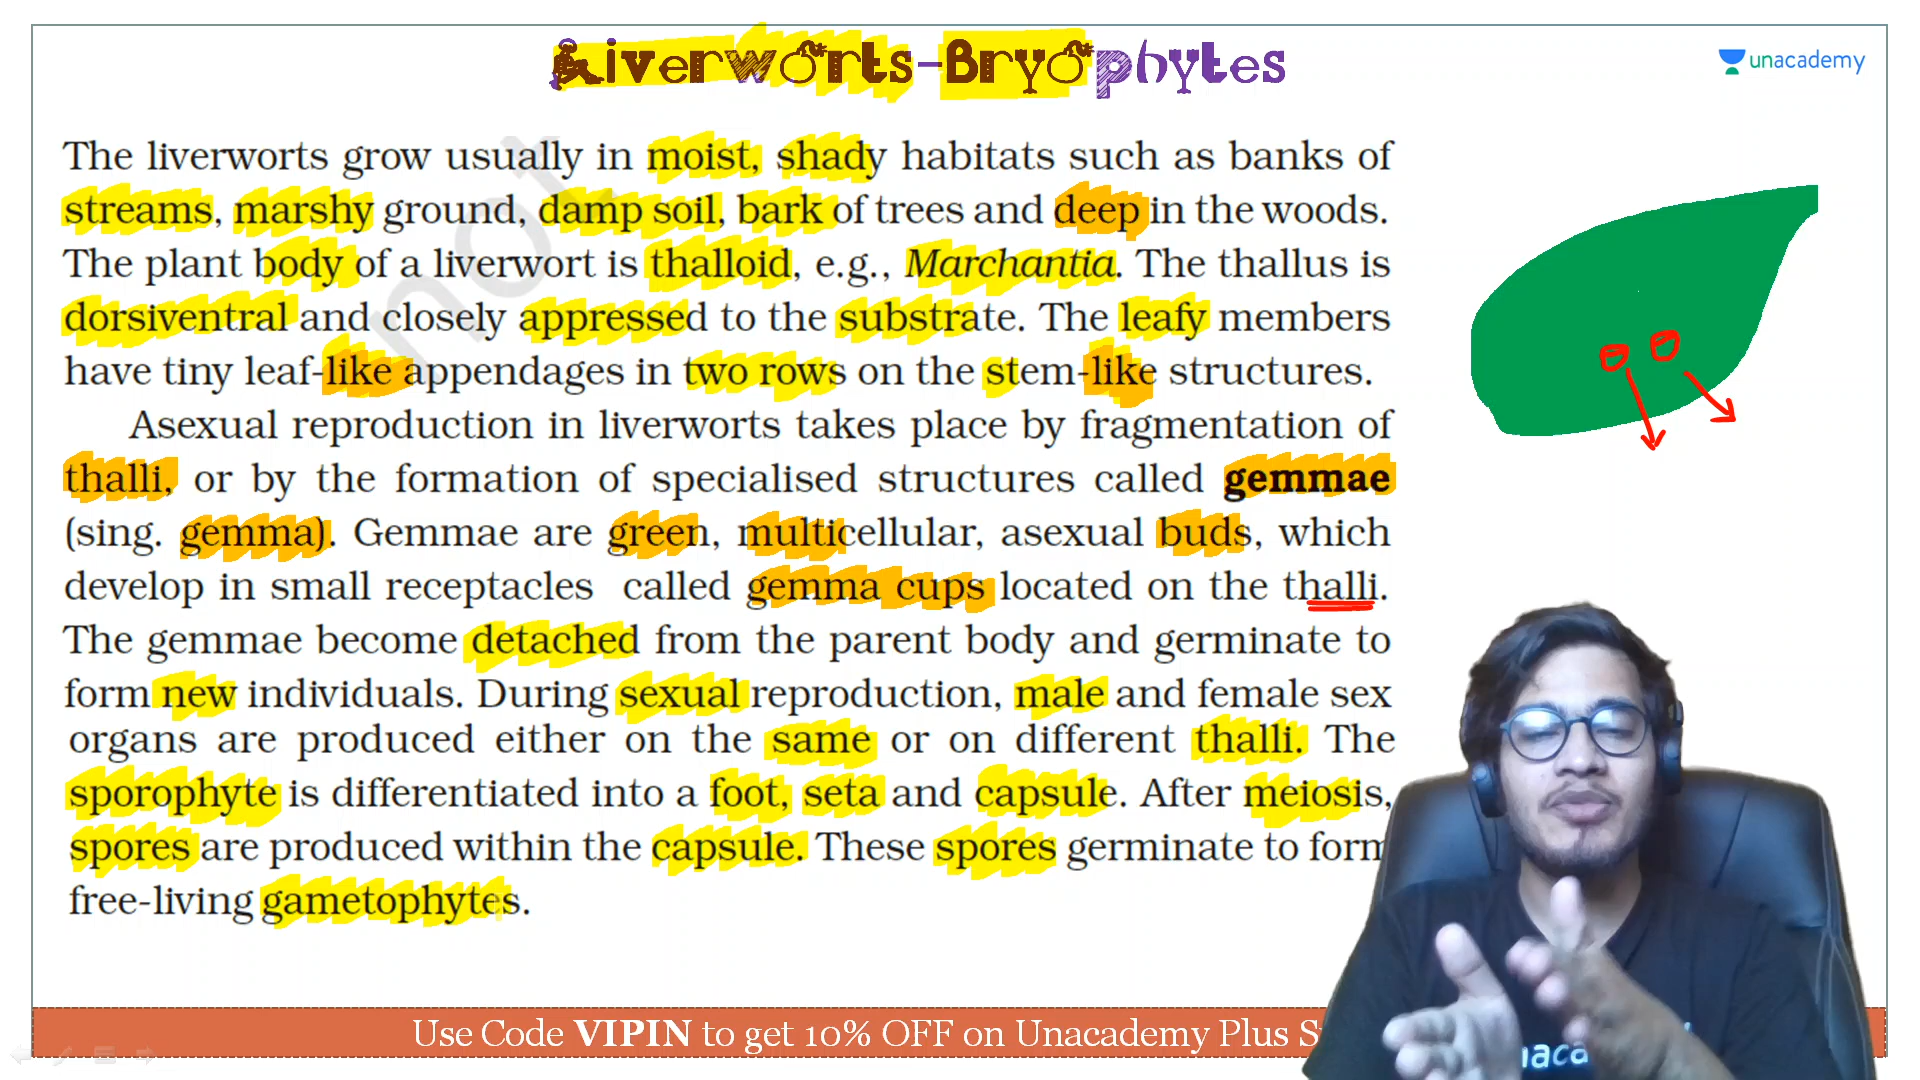 Liverworts-Bryophytes
unacademy
The liverworts grow usually in moist, shady habitats such as banks of
streams, marshy ground, damp soil, bark of trees and deep in the woods.
The plant body of a liverwort is thalloid, e.g., Marchantia. The thallus is
dorsiventral and closely appressed to the substrate. The leafy members
have tiny leaf-like appendages in two rows on the stem-like structures.
Asexual reproduction in liverworts takes place by fragmentation of
thalli, or by the formation of specialised structures called gemmae
(sing. gemma). Gemmae are green, multicellular, asexual buds, which
develop in small receptacles called gemma cups located on the thalli.
The gemmae become detached from the parent body and germinate to
form new individuals. During sexual reproduction, male and female sex
organs are produced either on the same or on different thalli. The
sporophyte is differentiated into a foot, seta and capsule. After meiosis,
spores are produced within the capsule. These spores germinate to form
free-living gametophytes.
not
Use Code VIPIN to get 10% OFF on Unacademy Plus